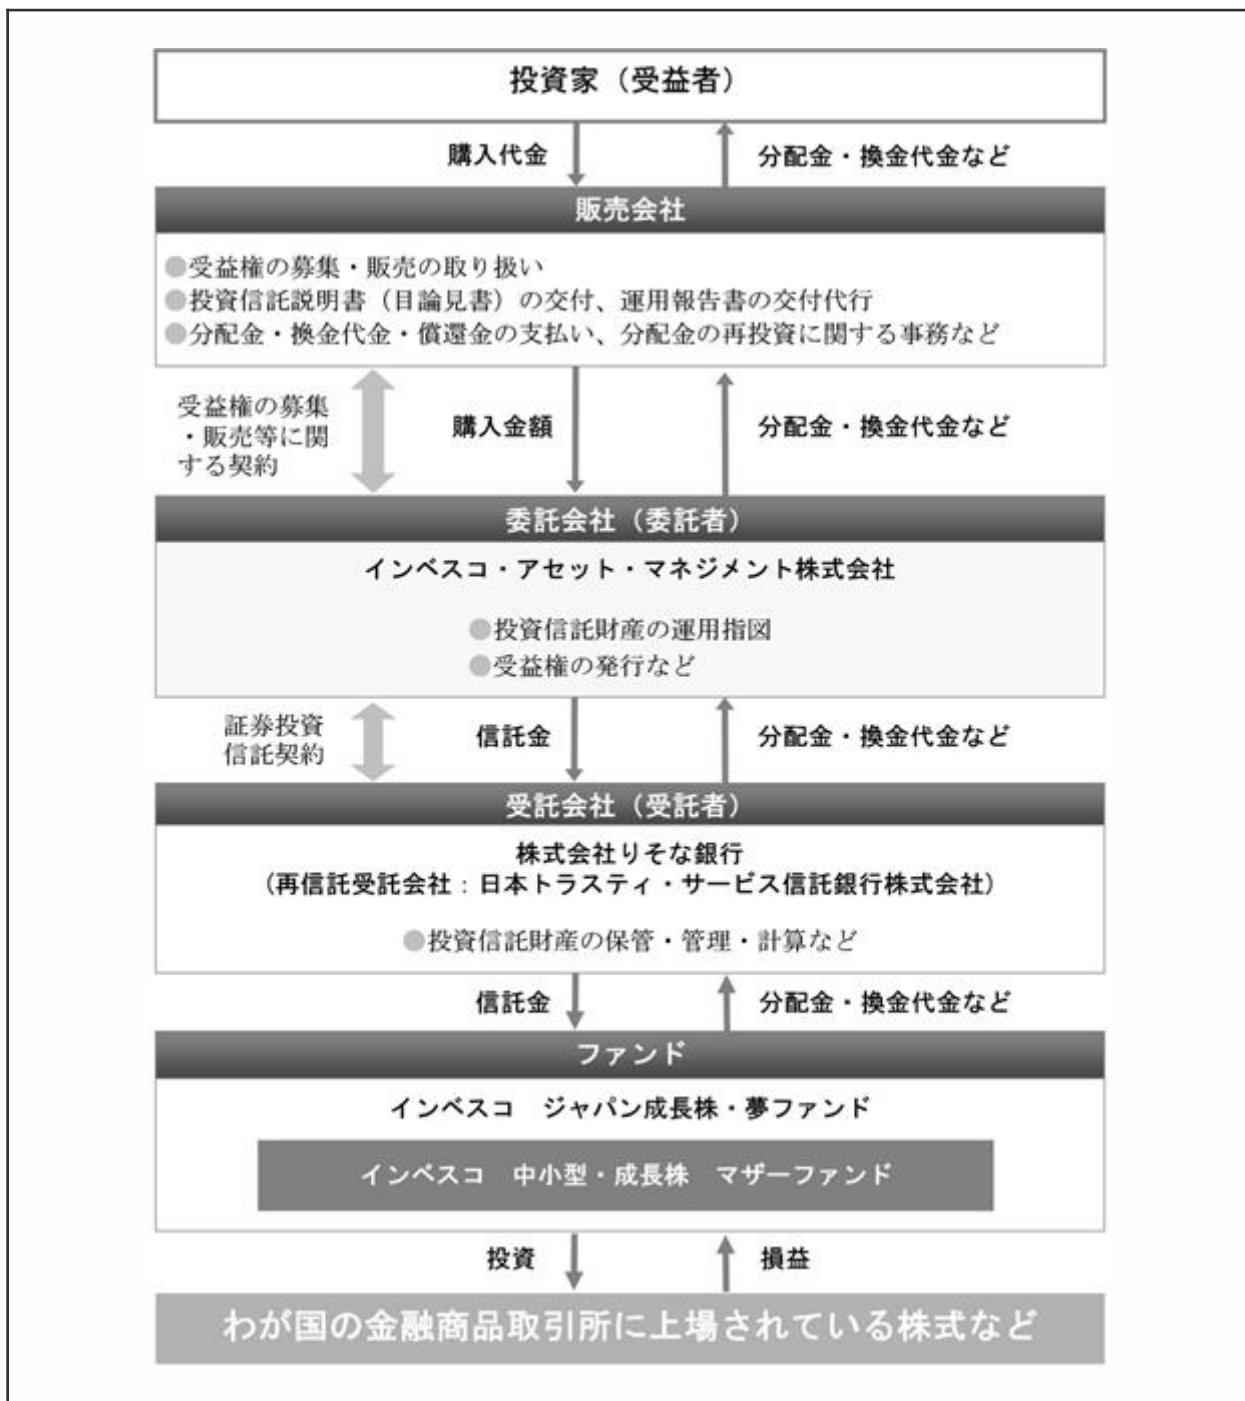 投資家（受益者）
購入代金
分配金・換金代金など
販売会社
●受益権の募集・販売の取り扱い
●投資信託説明書（目論見書）の交付、運用報告書の交付代行
●分配金・換金代金・償還金の支払い、分配金の再投資に関する事務など
受益権の募集
・販売等に関
する契約
購入金額
分配金・換金代金など
委託会社（委託者）
インベスコ・アセット・マネジメント株式会社
●投資信託財産の運用指図
●受益権の発行など
証券投資
信託契約
信託金
分配金・換金代金など
受託会社（受託者）
株式会社りそな銀行
（再信託受託会社：日本トラスティ・サービス信託銀行株式会社）
●投資信託財産の保管・管理・計算など
信託金
分配金・換金代金など
ファンド
インベスコ　ジャパン成長株・夢ファンド
インベスコ　中小型・成長株　マザーファンド
投資
損益
わが国の金融商品取引所に上場されている株式など